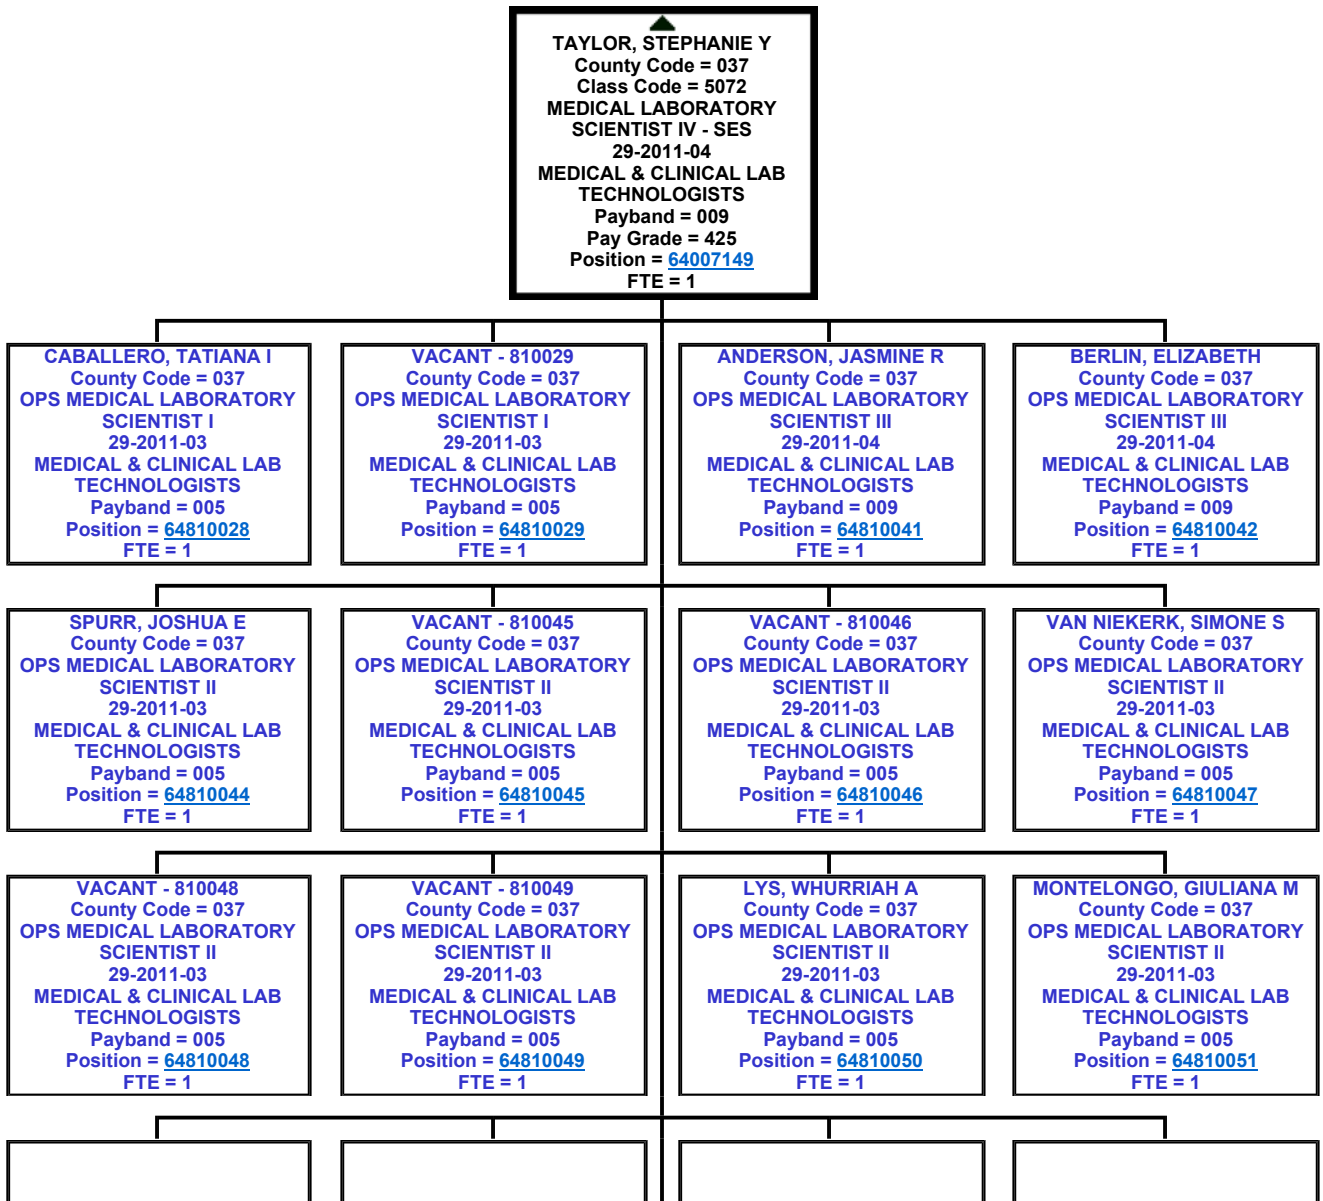 TAYLOR, STEPHANIE Y
County Code = 037
Class Code = 5072
MEDICAL LABORATORY
SCIENTIST IV - SES
29-2011-04
MEDICAL & CLINICAL LAB
TECHNOLOGISTS
Payband = 009
Pay Grade = 425
Position = 64007149
FTE = 1
CABALLERO, TATIANA I
County Code = 037
OPS MEDICAL LABORATORY
SCIENTIST I
29-2011-03
MEDICAL & CLINICAL LAB
TECHNOLOGISTS
Payband = 005
Position = 64810028
FTE = 1
VACANT - 810029
County Code = 037
OPS MEDICAL LABORATORY
SCIENTIST I
29-2011-03
MEDICAL & CLINICAL LAB
TECHNOLOGISTS
Payband = 005
Position = 64810029
FTE = 1
ANDERSON, JASMINE R
County Code = 037
OPS MEDICAL LABORATORY
SCIENTIST III
29-2011-04
MEDICAL & CLINICAL LAB
TECHNOLOGISTS
Payband = 009
Position = 64810041
FTE = 1
BERLIN, ELIZABETH
County Code = 037
OPS MEDICAL LABORATORY
SCIENTIST III
29-2011-04
MEDICAL & CLINICAL LAB
TECHNOLOGISTS
Payband = 009
Position = 64810042
FTE = 1
SPURR, JOSHUA E
County Code = 037
OPS MEDICAL LABORATORY
SCIENTIST II
29-2011-03
MEDICAL & CLINICAL LAB
TECHNOLOGISTS
Payband = 005
Position = 64810044
FTE = 1
VACANT - 810045
County Code = 037
OPS MEDICAL LABORATORY
SCIENTIST II
29-2011-03
MEDICAL & CLINICAL LAB
TECHNOLOGISTS
Payband = 005
Position = 64810045
FTE = 1
VACANT - 810046
County Code = 037
OPS MEDICAL LABORATORY
SCIENTIST II
29-2011-03
MEDICAL & CLINICAL LAB
TECHNOLOGISTS
Payband = 005
Position = 64810046
FTE = 1
VAN NIEKERK, SIMONE S
County Code = 037
OPS MEDICAL LABORATORY
SCIENTIST II
29-2011-03
MEDICAL & CLINICAL LAB
TECHNOLOGISTS
Payband = 005
Position = 64810047
FTE = 1
VACANT - 810048
County Code = 037
OPS MEDICAL LABORATORY
SCIENTIST II
29-2011-03
MEDICAL & CLINICAL LAB
TECHNOLOGISTS
Payband = 005
Position = 64810048
FTE = 1
VACANT - 810049
County Code = 037
OPS MEDICAL LABORATORY
SCIENTIST II
29-2011-03
MEDICAL & CLINICAL LAB
TECHNOLOGISTS
Payband = 005
Position = 64810049
FTE = 1
LYS, WHURRIAH A
County Code = 037
OPS MEDICAL LABORATORY
SCIENTIST II
29-2011-03
MEDICAL & CLINICAL LAB
TECHNOLOGISTS
Payband = 005
Position = 64810050
FTE = 1
MONTELONGO, GIULIANA M
County Code = 037
OPS MEDICAL LABORATORY
SCIENTIST II
29-2011-03
MEDICAL & CLINICAL LAB
TECHNOLOGISTS
Payband = 005
Position = 64810051
FTE = 1